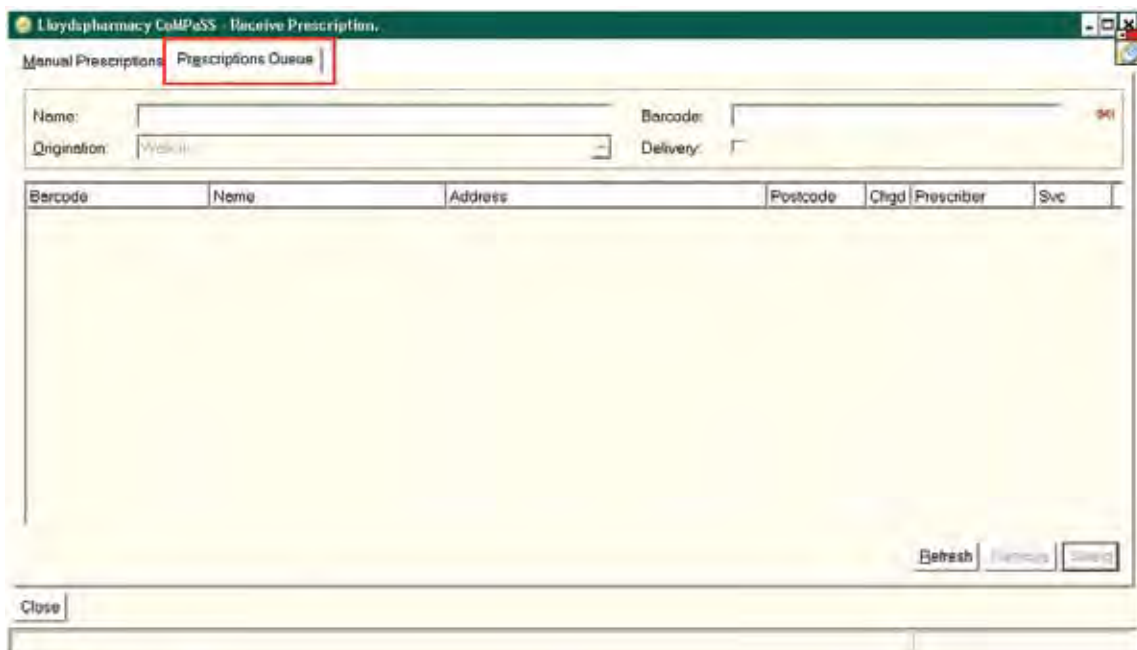 Lloydspharmacy CoMPaSS - Receive Prescription.
Manual Prescriptions Prescriptions Queue
Name: Barcode:
Origination: Delivery:
Barcode Name Address Postcode Chgd Prescriber Svc
Refresh
Close